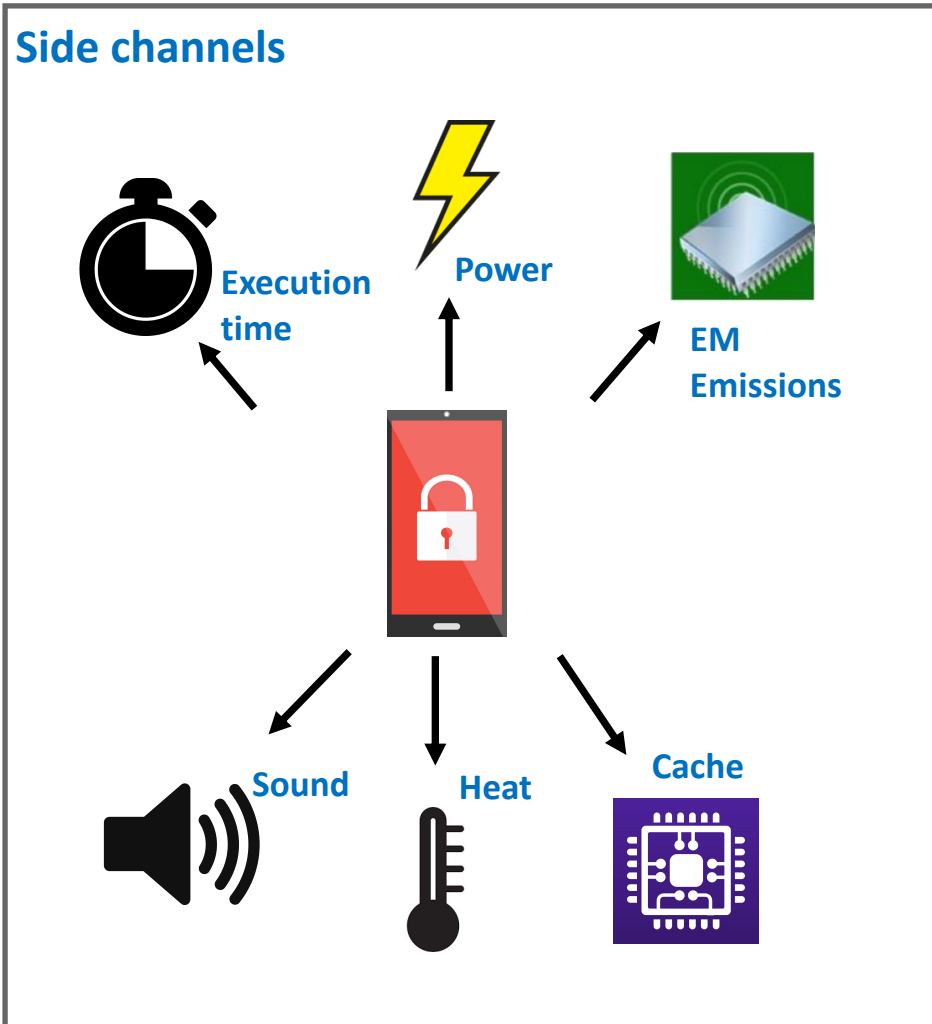 Side channels
Power
Execution
time
EM
Emissions
Sound
Heat
Cache